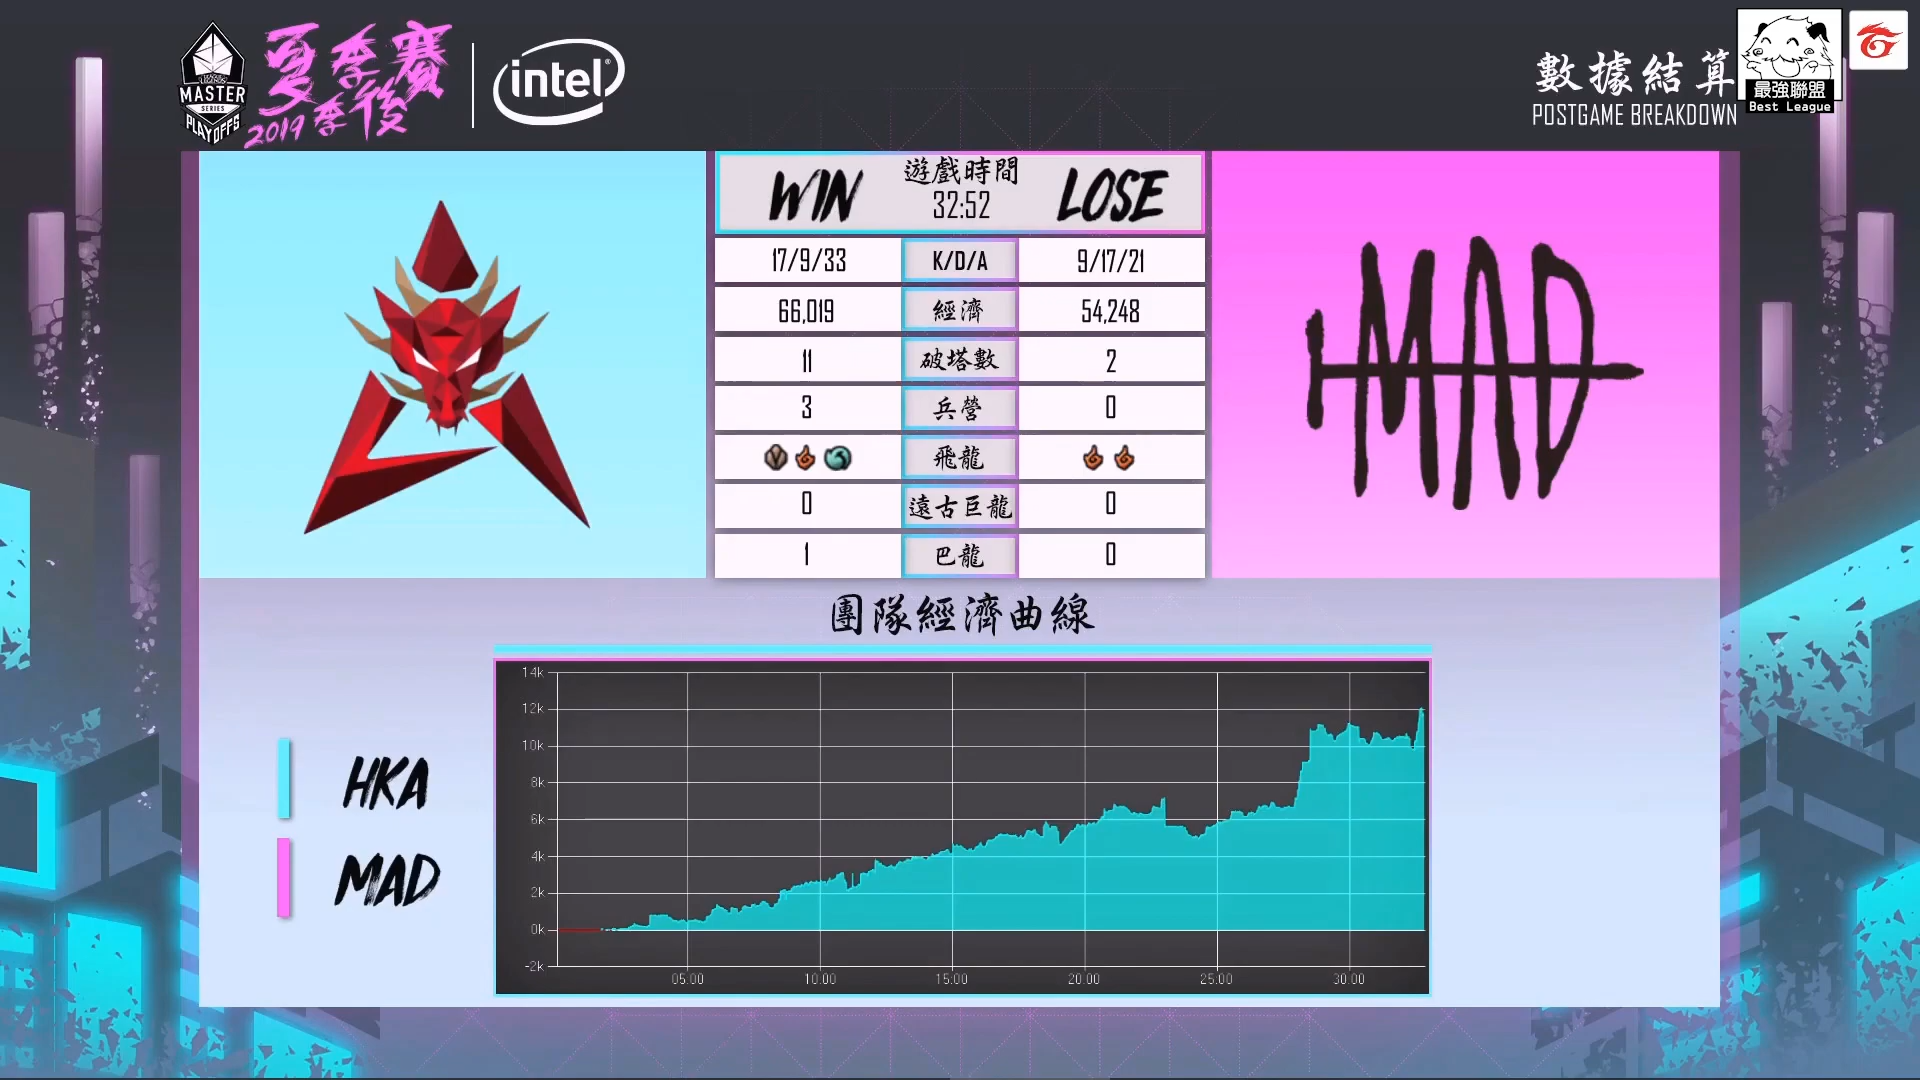 LEAGUE LEGENDS
MASTER
SERIES
PLAYOFFS
夏季賽
2019 季後
intel
數據結算
POSTGAME BREAKDOWN
最強聯盟
Best League
WIN
遊戲時間
32:52
LOSE
17/9/33 K/D/A 9/17/21
66,019 經濟 54,248
11 破塔數 2
3 兵營 0
飛龍
0 遠古巨龍 0
1 巴龍 0
MAD
團隊經濟曲線
HKA
MAD
14k
12k
10k
8k
6k
4k
2k
0k
-2k
05:00 10:00 15:00 20:00 25:00 30:00